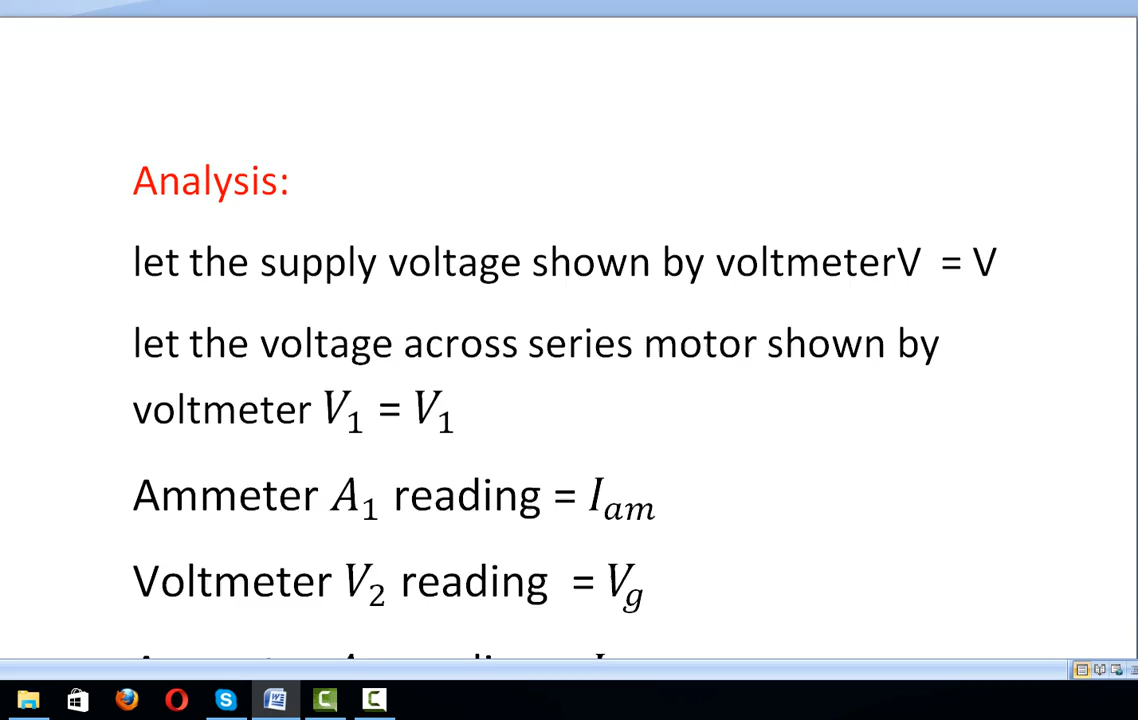 Analysis:
let the supply voltage shown by voltmeterV = V
let the voltage across series motor shown by
voltmeter V₁ = V₁
Ammeter A₁ reading = Iₐₘ
Voltmeter V₂ reading = V_g